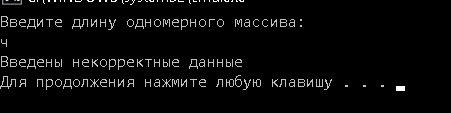 Введите длину одномерного массива:
ч
Введены некорректные данные
Для продолжения нажмите любую клавишу . . .